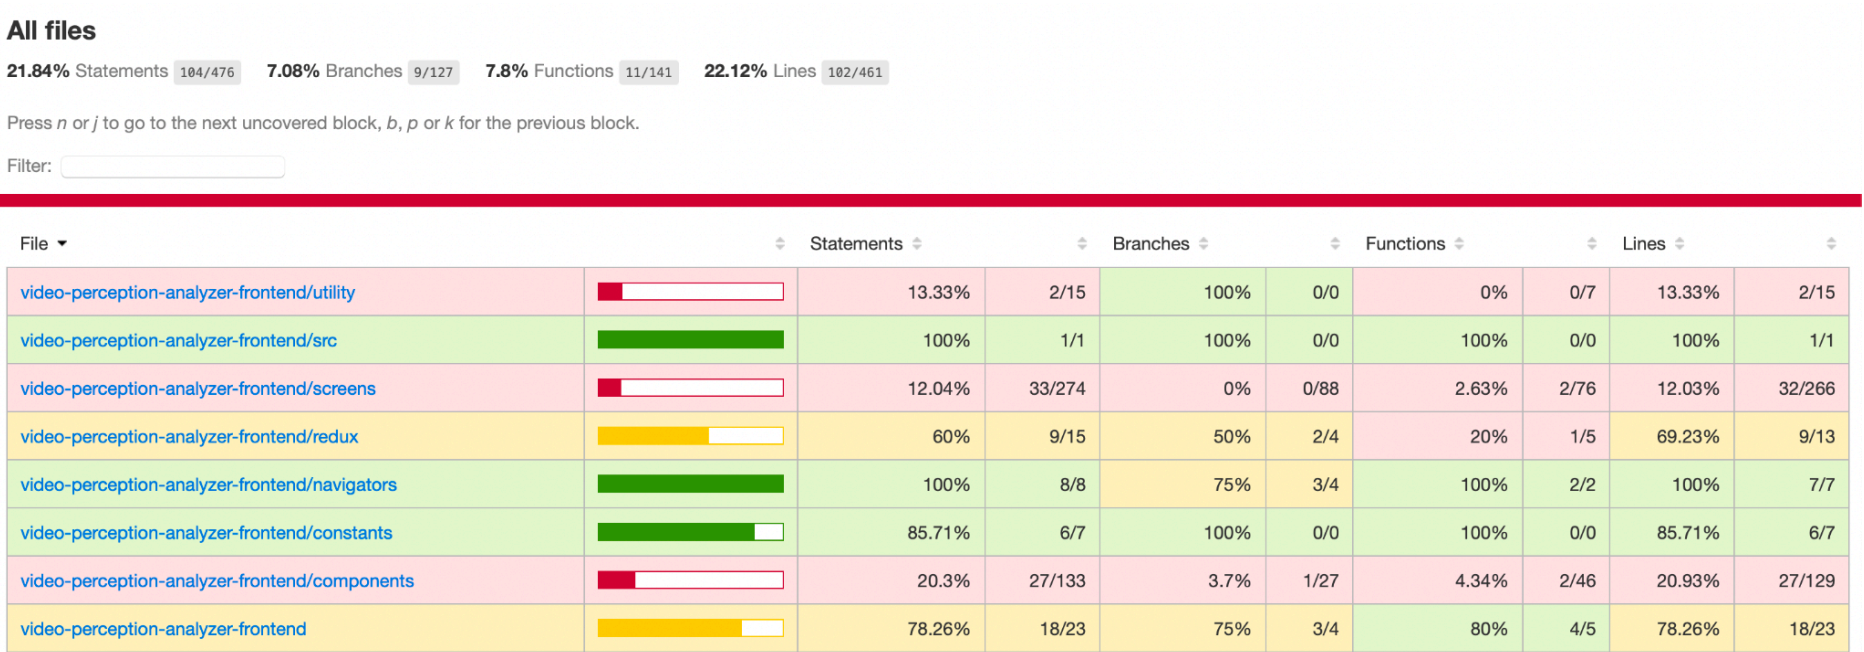 All files
21.84% Statements 104/476 7.08% Branches 9/127 7.8% Functions 11/141 22.12% Lines 102/461
Press n or j to go to the next uncovered block, b, p or k for the previous block.
Filter:
File Statements Branches Functions Lines
video-perception-analyzer-frontend/utility 13.33% 2/15 100% 0/0 0% 0/7 13.33% 2/15
video-perception-analyzer-frontend/src 100% 1/1 100% 0/0 100% 0/0 100% 1/1
video-perception-analyzer-frontend/screens 12.04% 33/274 0% 0/88 2.63% 2/76 12.03% 32/266
video-perception-analyzer-frontend/redux 60% 9/15 50% 2/4 20% 1/5 69.23% 9/13
video-perception-analyzer-frontend/navigators 100% 8/8 75% 3/4 100% 2/2 100% 7/7
video-perception-analyzer-frontend/constants 85.71% 6/7 100% 0/0 100% 0/0 85.71% 6/7
video-perception-analyzer-frontend/components 20.3% 27/133 3.7% 1/27 4.34% 2/46 20.93% 27/129
video-perception-analyzer-frontend 78.26% 18/23 75% 3/4 80% 4/5 78.26% 18/23